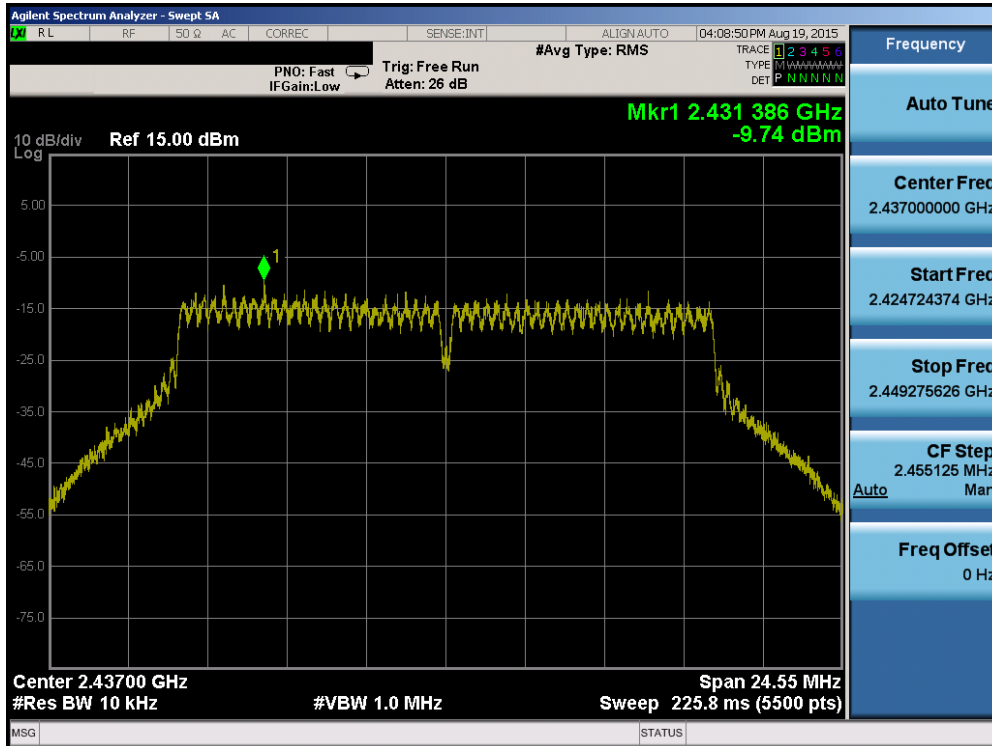 Agilent Spectrum Analyzer - Swept SA
LXI RL RF 50 Ω AC CORREC SENSE:INT ALIGN AUTO 04:08:50 PM Aug 19, 2015
#Avg Type: RMS TRACE 1 2 3 4 5 6
PNO: Fast Trig: Free Run TYPE M WWWWW
IFGain:Low Atten: 26 dB DET P N N N N N
Mkr1 2.431 386 GHz
-9.74 dBm
10 dB/div Ref 15.00 dBm
Log
5.00
-5.00
1
-15.0
-25.0
-35.0
-45.0
-55.0
-65.0
-75.0
Center 2.43700 GHz Span 24.55 MHz
#Res BW 10 kHz #VBW 1.0 MHz Sweep 225.8 ms (5500 pts)
MSG STATUS
Frequency
Auto Tune
Center Freq
2.437000000 GHz
Start Freq
2.424724374 GHz
Stop Freq
2.449275626 GHz
CF Step
2.455125 MHz
Auto Man
Freq Offset
0 Hz